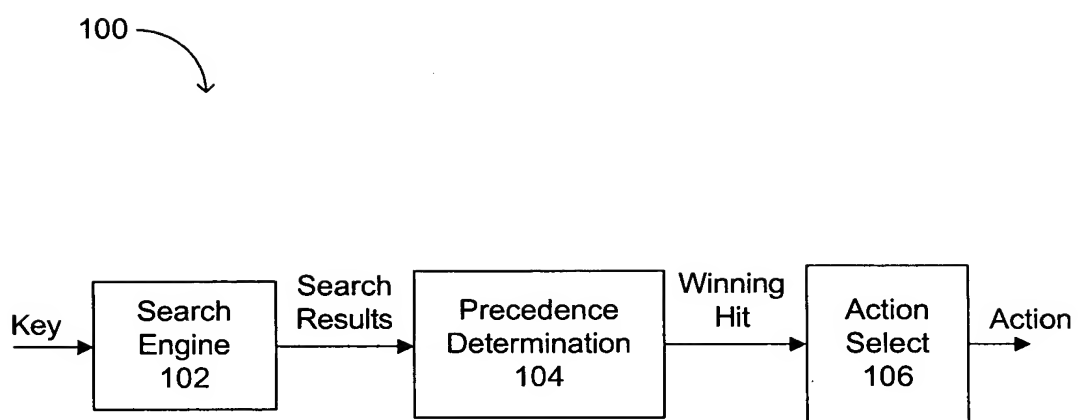 100
Key
Search
Engine
102
Search
Results
Precedence
Determination
104
Winning
Hit
Action
Select
106
Action